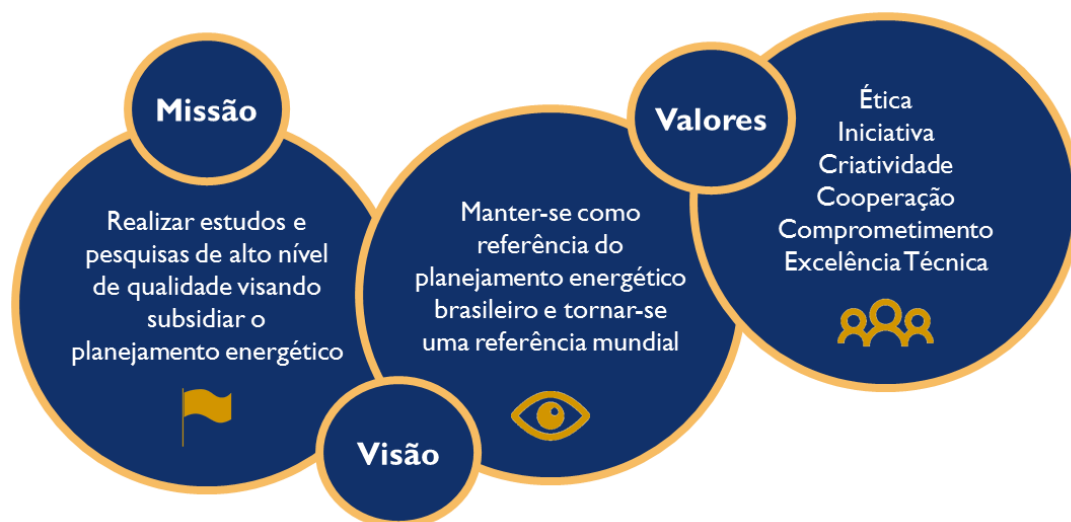 Missão
Realizar estudos e
pesquisas de alto nível
de qualidade visando
subsidiar o
planejamento energético
Visão
Manter-se como
referência do
planejamento energético
brasileiro e tornar-se
uma referência mundial
Valores
Ética
Iniciativa
Criatividade
Cooperação
Comprometimento
Excelência Técnica